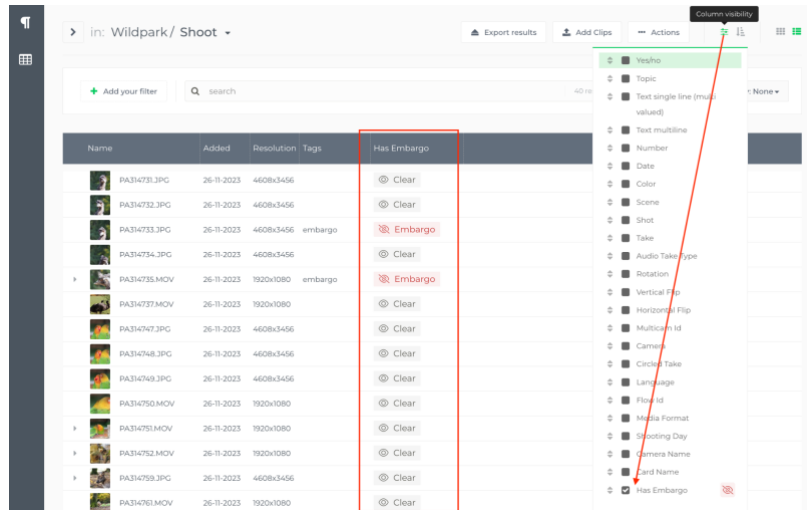 Column visibility
¶
in: Wildpark / Shoot
Export results
Add Clips
Actions
Add your filter
search
: None
Name Added Resolution Tags Has Embargo
PA314731.JPG 26-11-2023 4608x3456 Clear
PA314732.JPG 26-11-2023 4608x3456 Clear
PA314733.JPG 26-11-2023 4608x3456 embargo Embargo
PA314734.JPG 26-11-2023 4608x3456 Clear
PA314735.MOV 26-11-2023 1920x1080 embargo Embargo
PA314737.MOV 26-11-2023 1920x1080 Clear
PA314747.JPG 26-11-2023 4608x3456 Clear
PA314748.JPG 26-11-2023 4608x3456 Clear
PA314749.JPG 26-11-2023 4608x3456 Clear
PA314750.MOV 26-11-2023 1920x1080 Clear
PA314751.MOV 26-11-2023 1920x1080 Clear
PA314752.MOV 26-11-2023 1920x1080 Clear
PA314759.JPG 26-11-2023 4608x3456 Clear
PA314761.MOV 26-11-2023 1920x1080 Clear
Yes/no
Topic
Text single line (multi
valued)
Text multiline
Number
Date
Color
Scene
Shot
Take
Audio Take Type
Rotation
Vertical Flip
Horizontal Flip
Multicam Id
Camera
Circled Take
Language
Flow Id
Media Format
Shooting Day
Camera Name
Card Name
Has Embargo